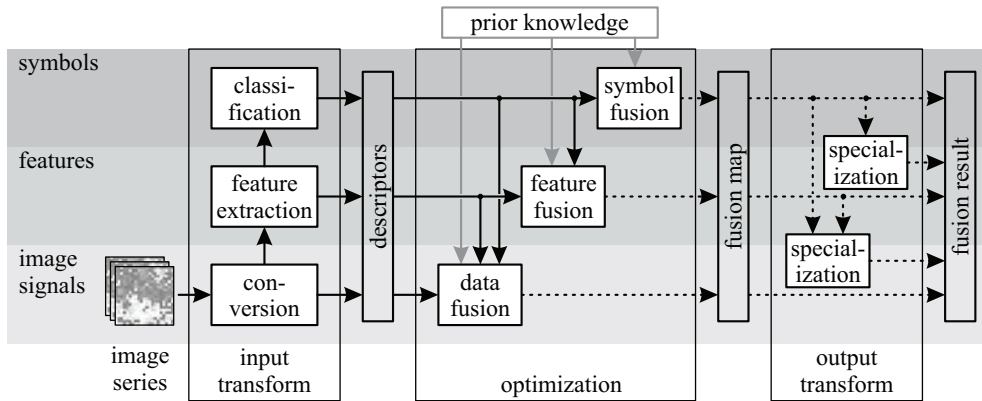 prior knowledge
symbols
classi-
fication
symbol
fusion
features
feature
extraction
descriptors
feature
fusion
fusion map
special-
ization
fusion result
image
signals
con-
version
data
fusion
special-
ization
image
series
input
transform
optimization
output
transform